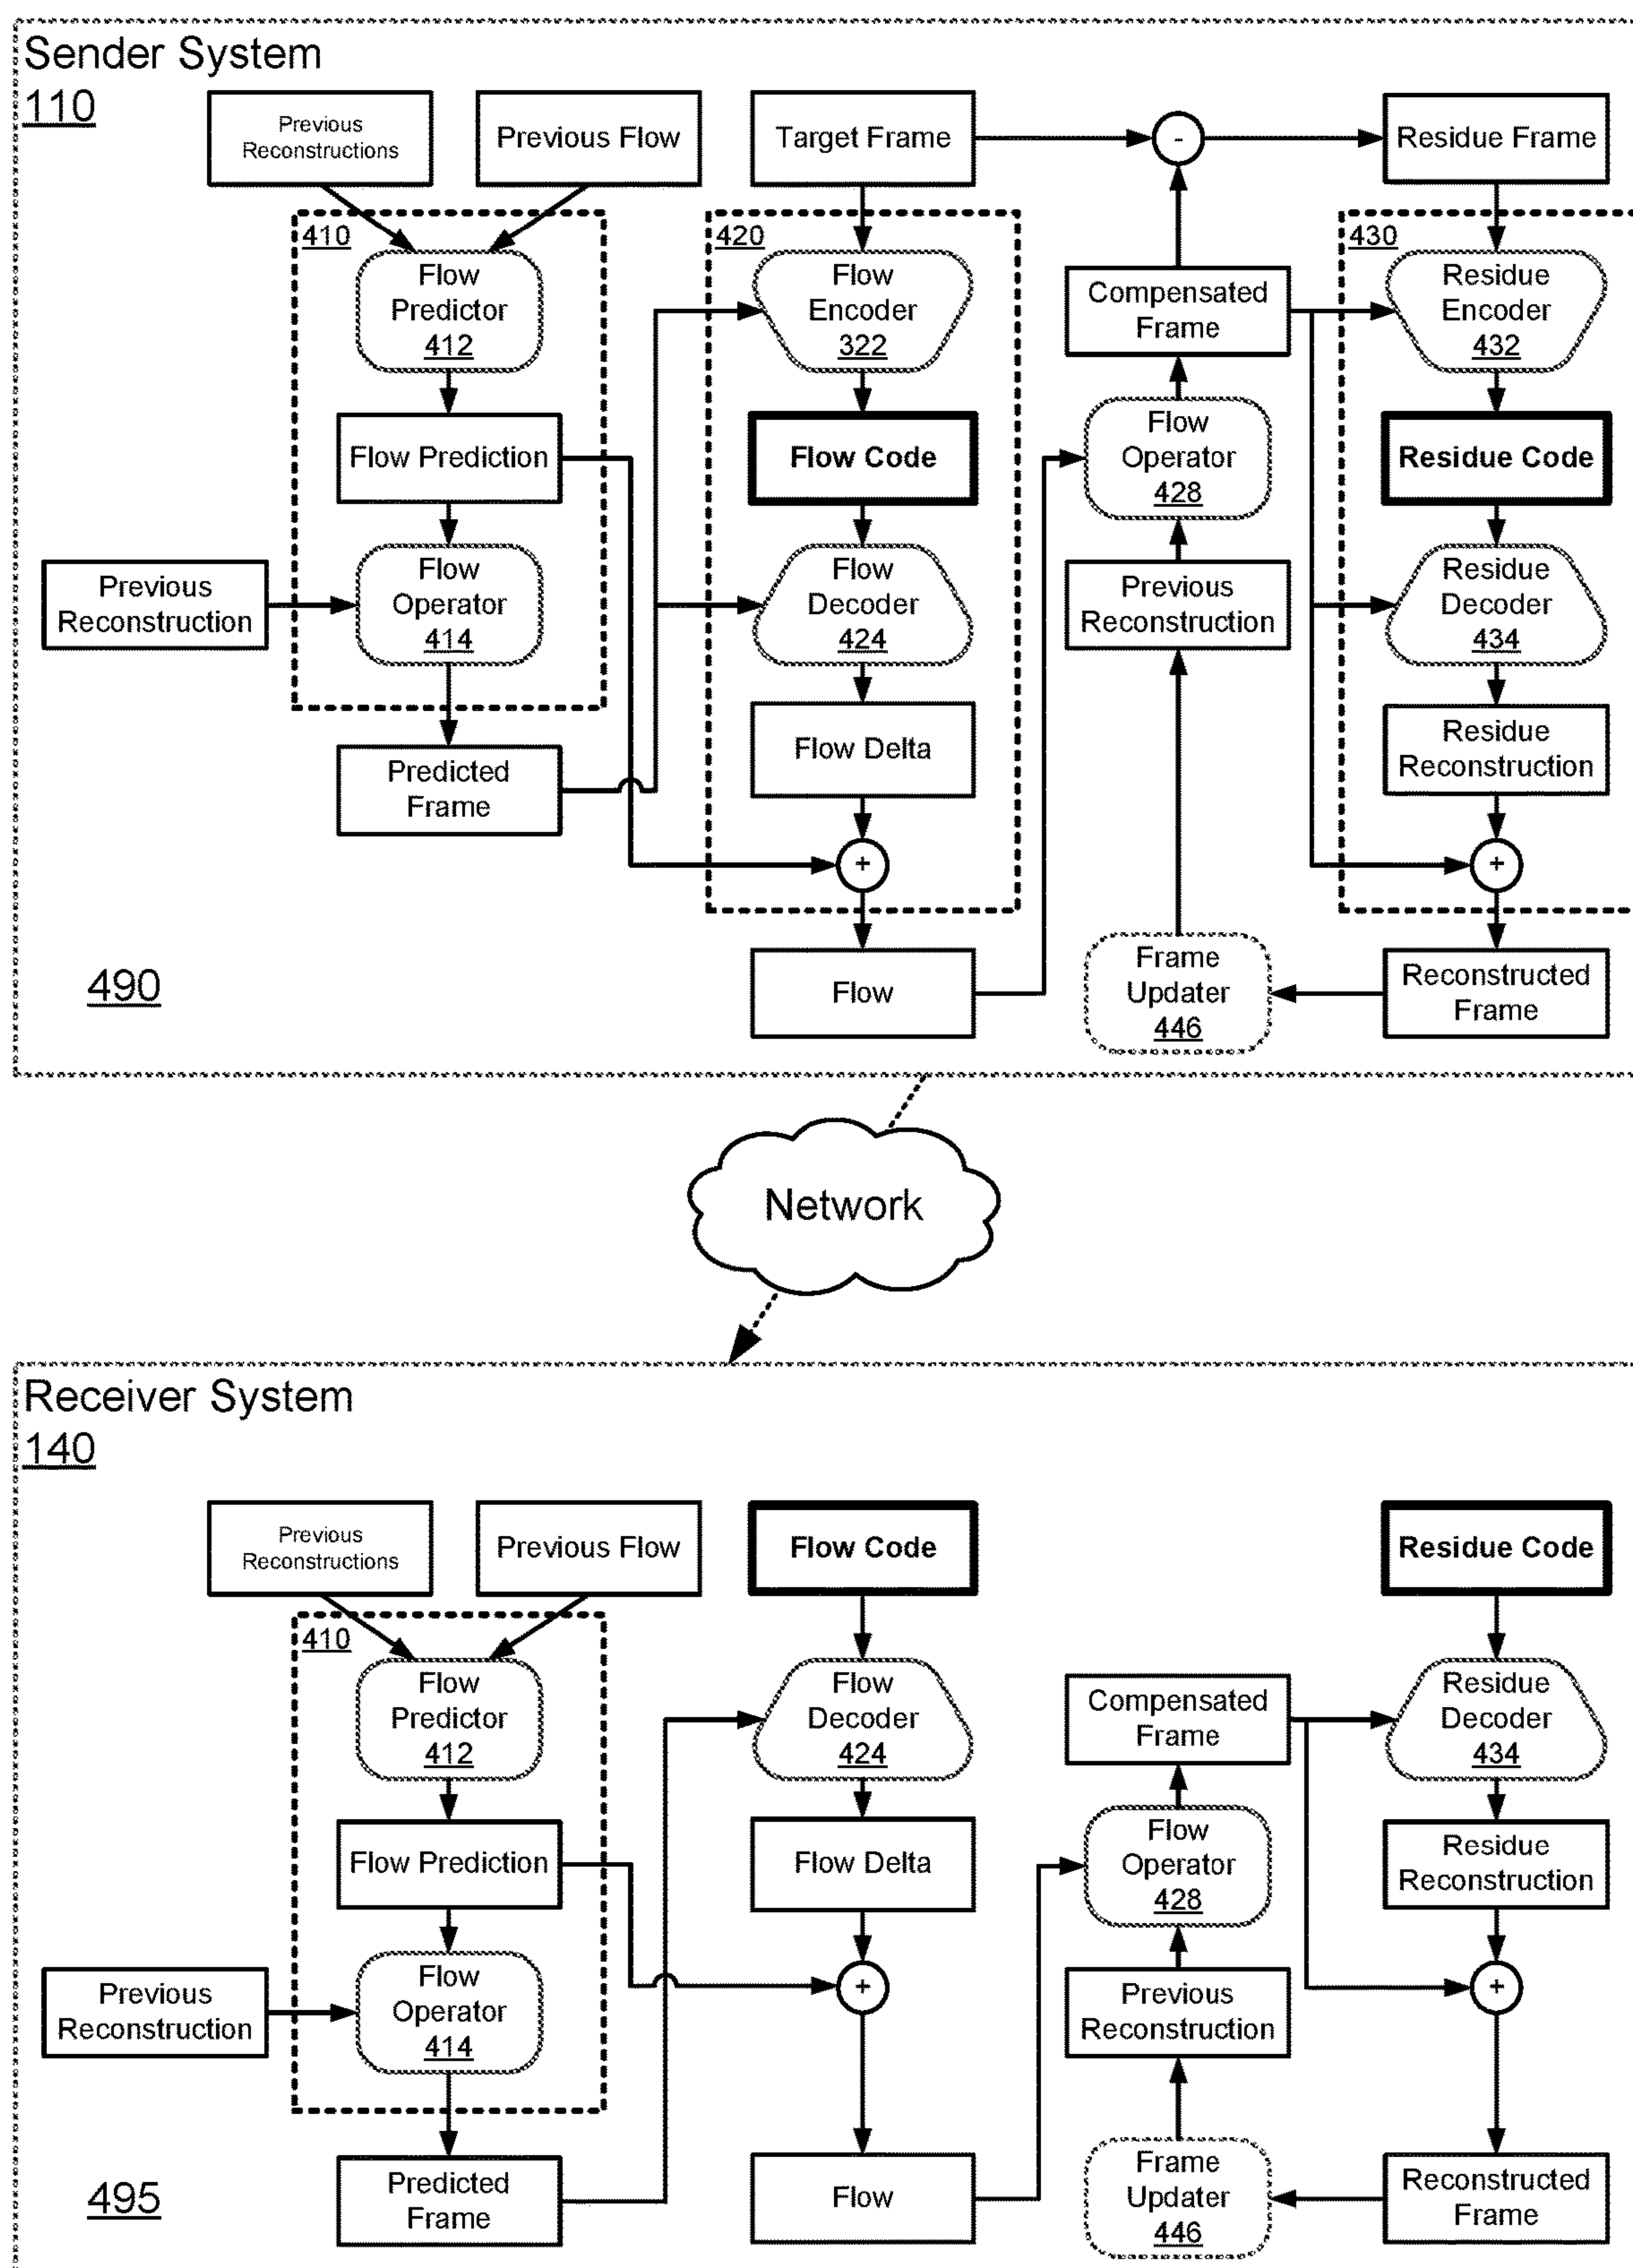 Sender System
110
Previous
Reconstructions
Previous Flow
Target Frame
-
Residue Frame
410
Flow
Predictor
412
420
Flow
Encoder
322
Compensated
Frame
430
Residue
Encoder
432
Flow Prediction
Flow Code
Flow
Operator
428
Residue Code
Previous
Reconstruction
Flow
Operator
414
Flow
Decoder
424
Previous
Reconstruction
Residue
Decoder
434
Predicted
Frame
Flow Delta
Residue
Reconstruction
+
+
490
Flow
Frame
Updater
446
Reconstructed
Frame
Network
Receiver System
140
Previous
Reconstructions
Previous Flow
Flow Code
Residue Code
410
Flow
Predictor
412
Flow
Decoder
424
Compensated
Frame
Residue
Decoder
434
Flow Prediction
Flow Delta
Flow
Operator
428
Residue
Reconstruction
Previous
Reconstruction
Flow
Operator
414
+
Previous
Reconstruction
+
495
Predicted
Frame
Flow
Frame
Updater
446
Reconstructed
Frame